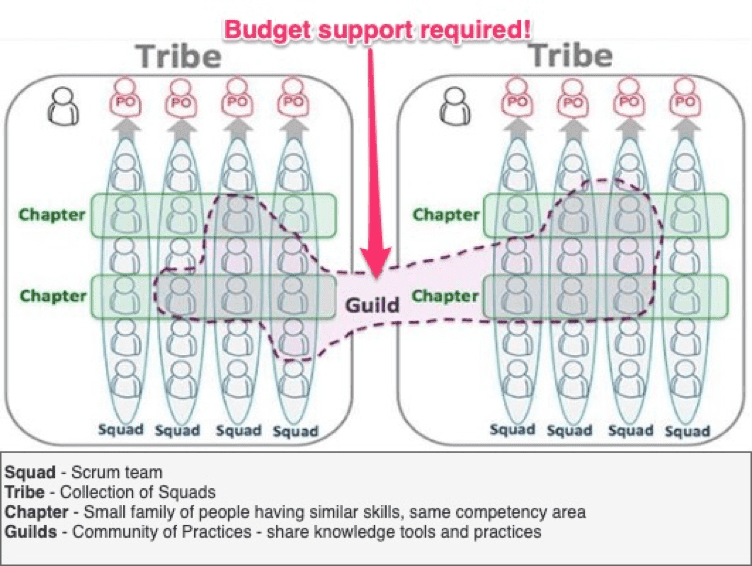 Budget support required!
Tribe
Tribe
PO PO PO PO
PO PO PO PO
Chapter
Chapter
Chapter
Guild
Chapter
Squad Squad Squad Squad
Squad Squad Squad Squad
Squad - Scrum team
Tribe - Collection of Squads
Chapter - Small family of people having similar skills, same competency area
Guilds - Community of Practices - share knowledge tools and practices